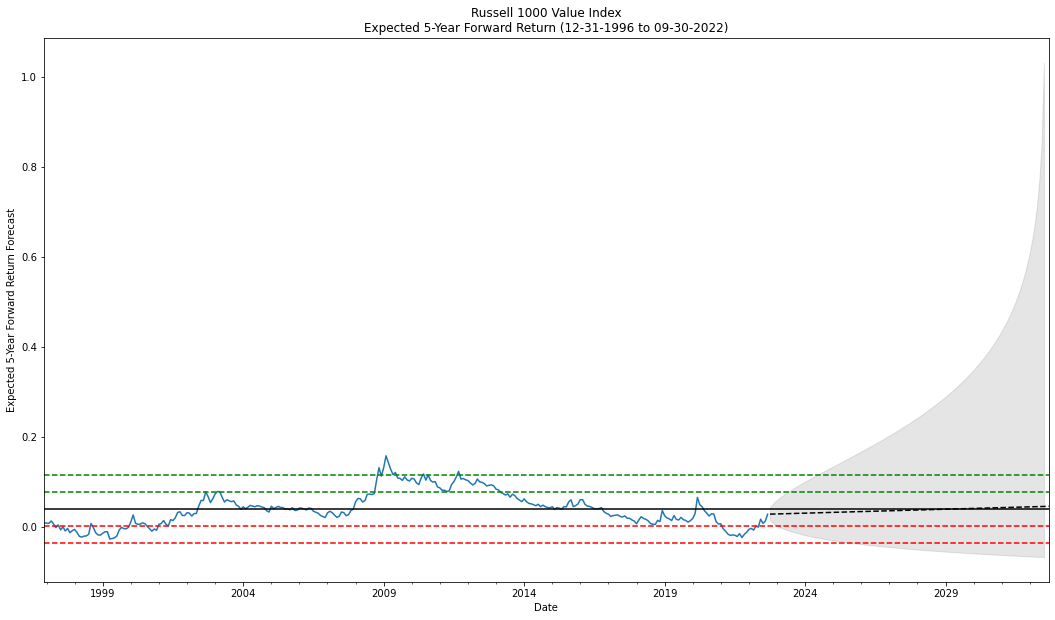 Russell 1000 Value Index
Expected 5-Year Forward Return (12-31-1996 to 09-30-2022)
Expected 5-Year Forward Return Forecast
1.0
0.8
0.6
0.4
0.2
0.0
1999 2004 2009 2014 2019 2024 2029
Date